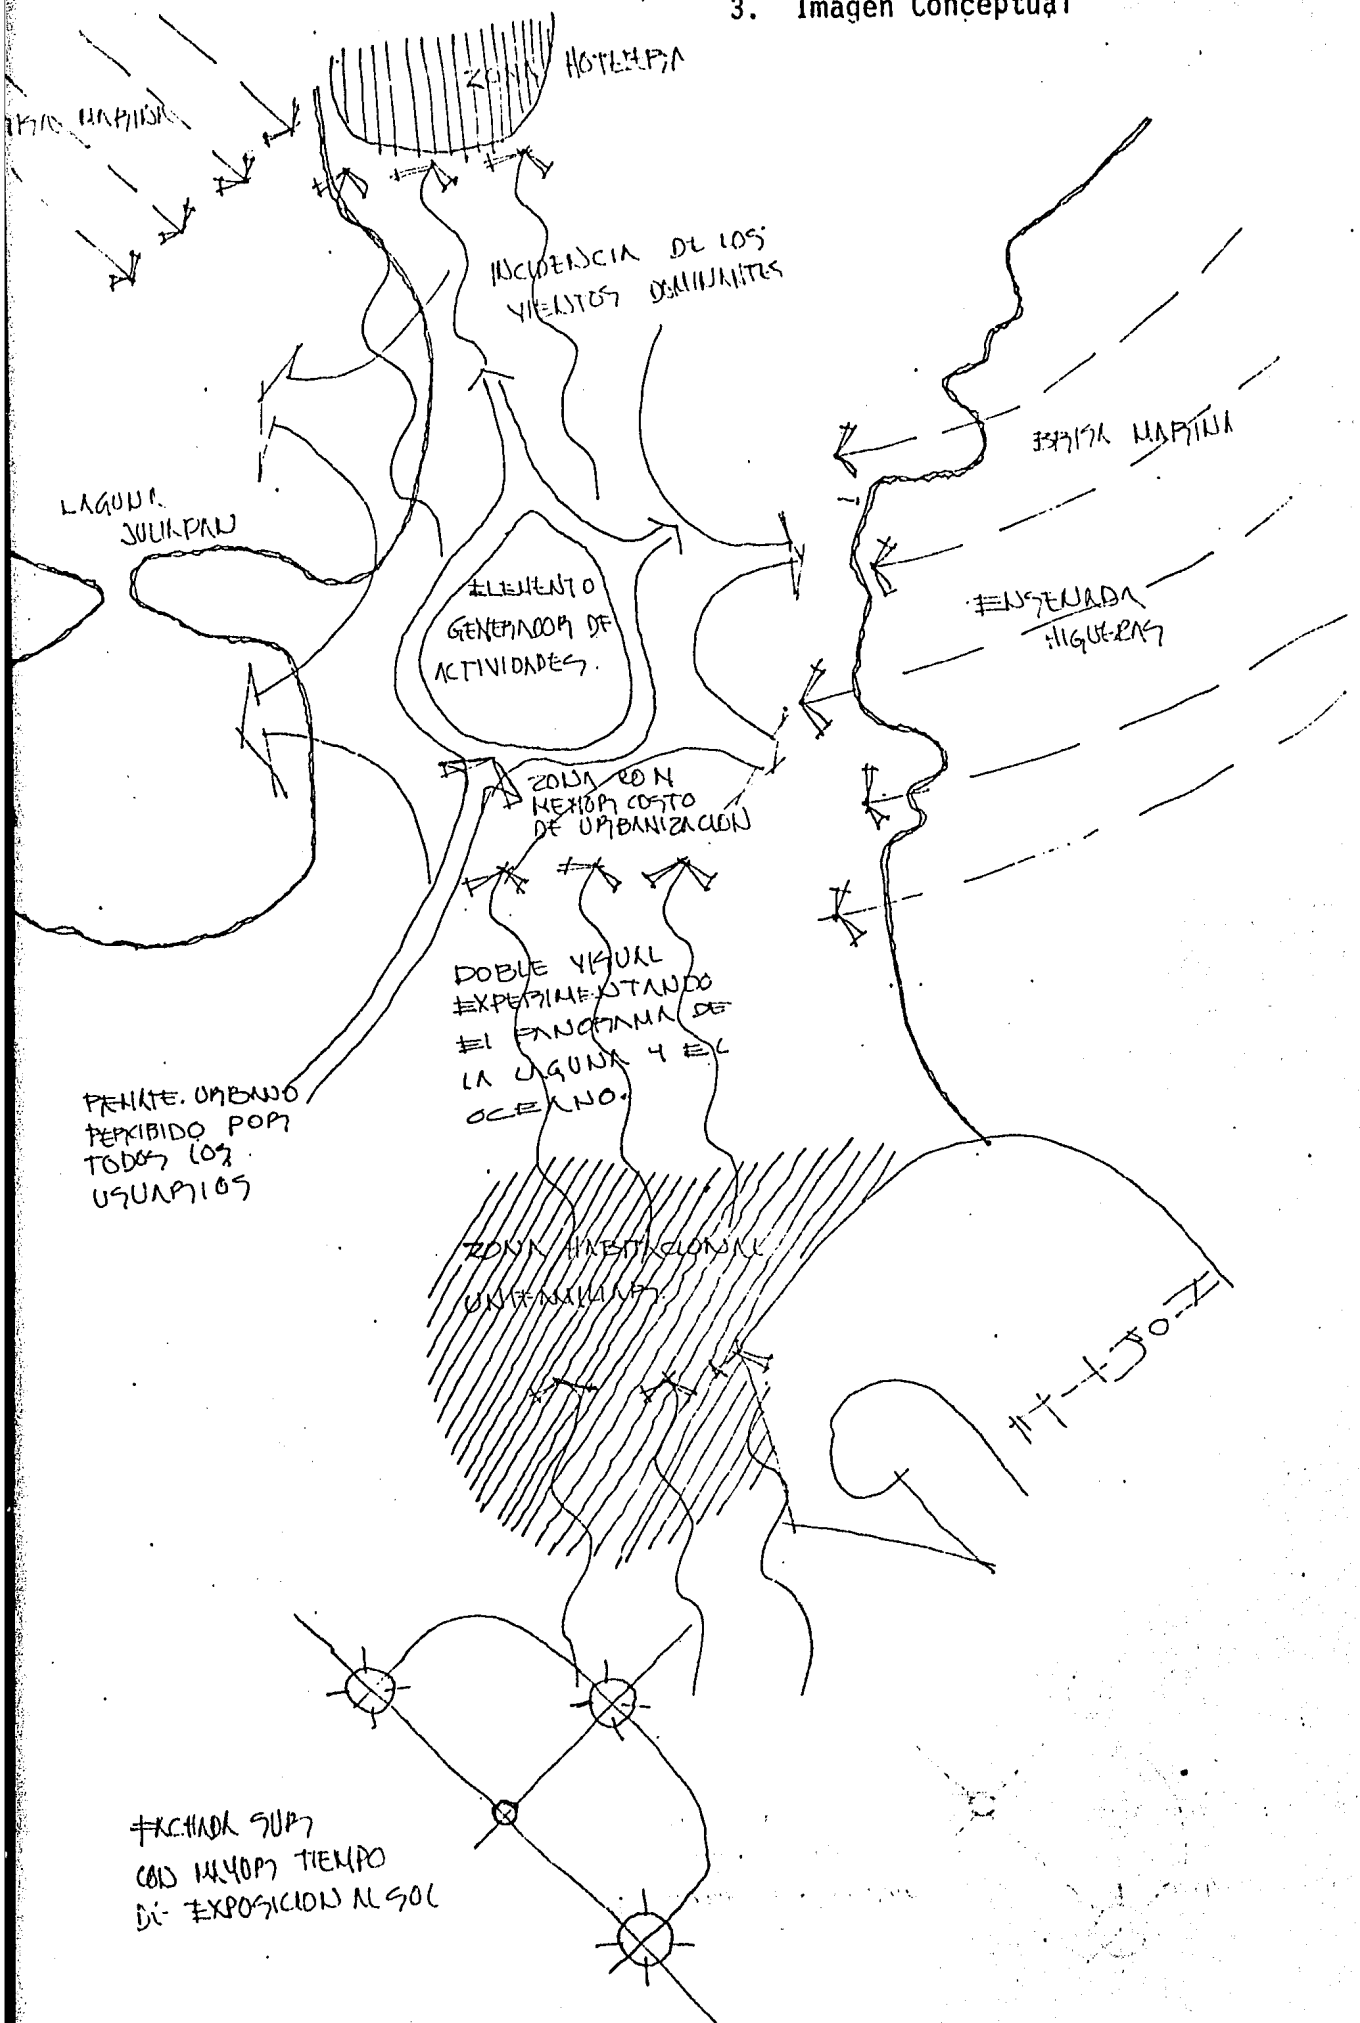 3. Imagen Conceptual
ZONA HOTELERA
MARINA
INCIDENCIA DE LOS
VIENTOS DOMINANTES
BRISA MARINA
LAGUNA
JULUAPAN
ELEMENTO
GENERADOR DE
ACTIVIDADES.
ENSENADA
HIGUERAS
ZONA CON
COSTO
DE URBANIZACION
DOBLE VISUAL
EXPERIMENTANDO
EL PANORAMA DE
LA LAGUNA Y EL
OCEANO.
REMATE. URBANO
PERCIBIDO POR
TODOS LOS
USUARIOS
ZONA HABITACIONAL
UNIFAMILIAR.
FACHADA SUR
CON MAYOR TIEMPO
DE EXPOSICION AL SOL